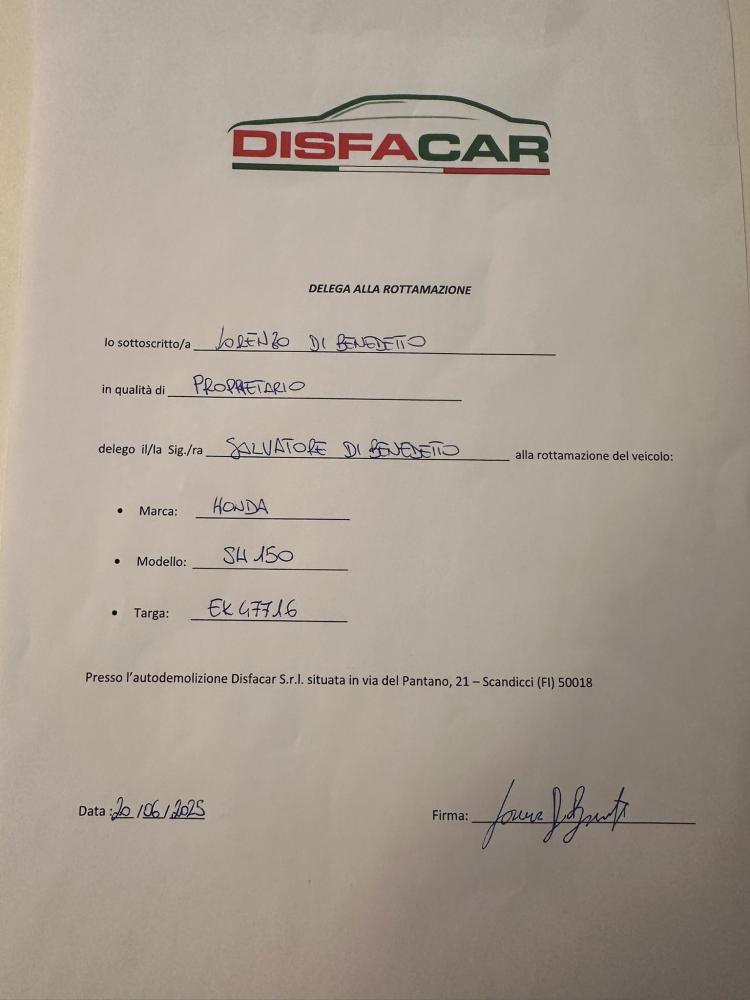 DISFACAR
DELEGA ALLA ROTTAMAZIONE
Io sottoscritto/a LORENZO DI BENEDETTO
in qualità di PROPRIETARIO
delego il/la Sig./ra SALVATORE DI BENEDETTO alla rottamazione del veicolo:
• Marca: HONDA
• Modello: SH 150
• Targa: EK47716
Presso l'autodemolizione Disfacar S.r.l. situata in via del Pantano, 21 – Scandicci (FI) 50018
Data : 20/06/2025 Firma: